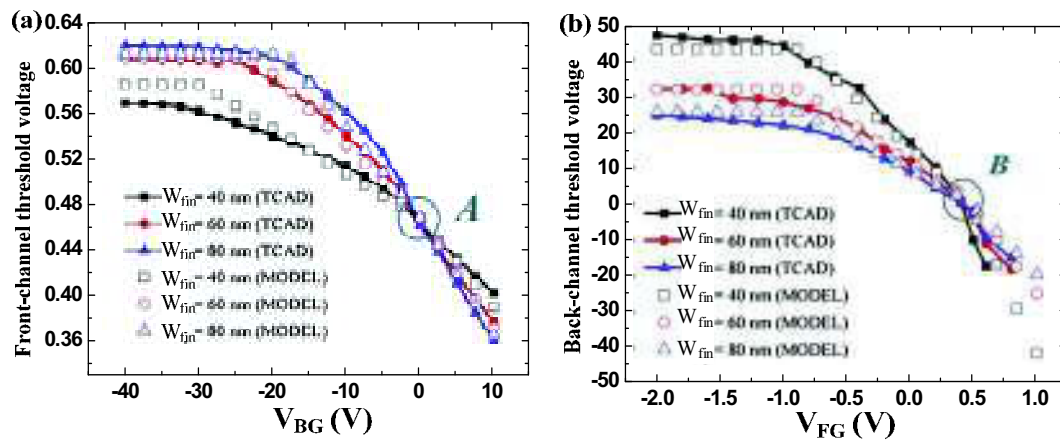 (a)
0.64
0.60
0.56
0.52
0.48
0.44
0.40
0.36
Front-channel threshold voltage
Wfin= 40 nm (TCAD)
Wfin= 60 nm (TCAD)
Wfin= 80 nm (TCAD)
Wfin= 40 nm (MODEL)
Wfin= 60 nm (MODEL)
Wfin= 80 nm (MODEL)
A
-40 -30 -20 -10 0 10
VBG (V)
(b)
50
40
30
20
10
0
-10
-20
-30
-40
-50
Back-channel threshold voltage
Wfin= 40 nm (TCAD)
Wfin= 60 nm (TCAD)
Wfin= 80 nm (TCAD)
Wfin= 40 nm (MODEL)
Wfin= 60 nm (MODEL)
Wfin= 80 nm (MODEL)
B
-2.0 -1.5 -1.0 -0.5 0.0 0.5 1.0
VFG (V)